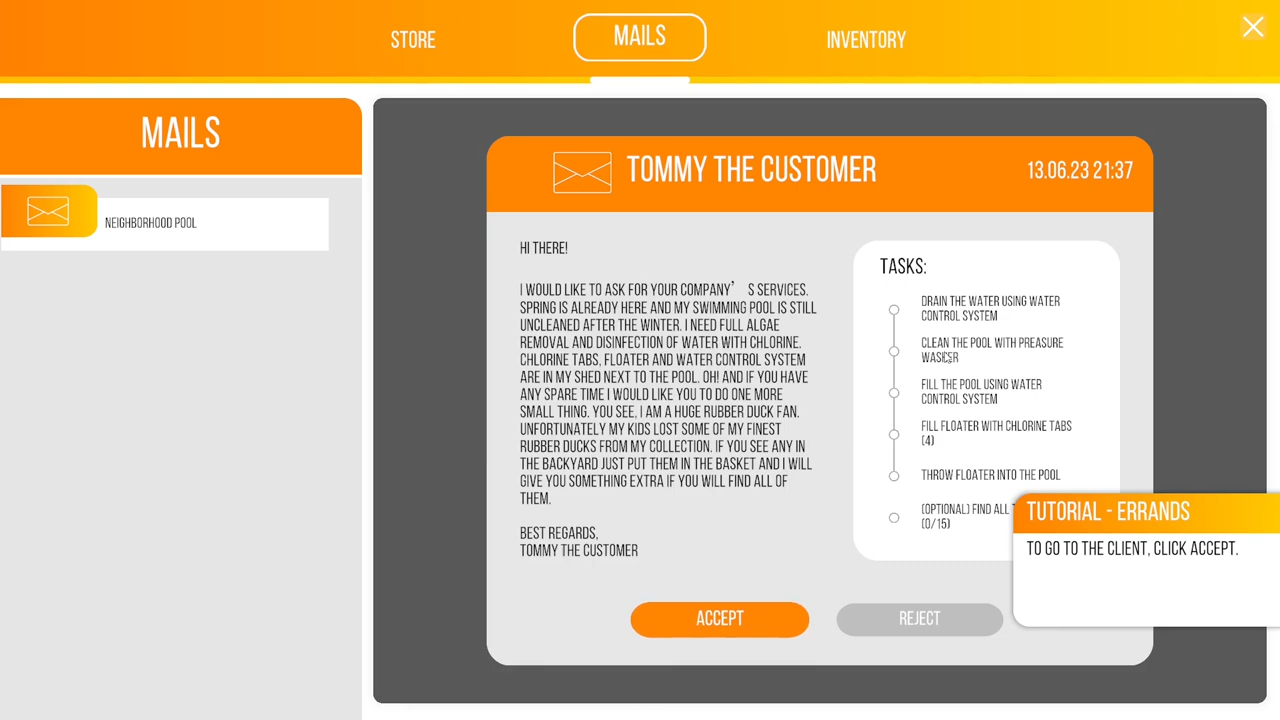 STORE
MAILS
INVENTORY
MAILS
NEIGHBORHOOD POOL
TOMMY THE CUSTOMER
13.06.23 21:37
HI THERE!
I WOULD LIKE TO ASK FOR YOUR COMPANY’ S SERVICES.
SPRING IS ALREADY HERE AND MY SWIMMING POOL IS STILL
UNCLEANED AFTER THE WINTER. I NEED FULL ALGAE
REMOVAL AND DISINFECTION OF WATER WITH CHLORINE.
CHLORINE TABS, FLOATER AND WATER CONTROL SYSTEM
ARE IN MY SHED NEXT TO THE POOL. OH! AND IF YOU HAVE
ANY SPARE TIME I WOULD LIKE YOU TO DO ONE MORE
SMALL THING. YOU SEE, I AM A HUGE RUBBER DUCK FAN.
UNFORTUNATELY MY KIDS LOST SOME OF MY FINEST
RUBBER DUCKS FROM MY COLLECTION. IF YOU SEE ANY IN
THE BACKYARD JUST PUT THEM IN THE BASKET AND I WILL
GIVE YOU SOMETHING EXTRA IF YOU WILL FIND ALL OF
THEM.
BEST REGARDS,
TOMMY THE CUSTOMER
TASKS:
DRAIN THE WATER USING WATER
CONTROL SYSTEM
CLEAN THE POOL WITH PREASURE
FILL THE POOL USING WATER
CONTROL SYSTEM
FILL FLOATER WITH CHLORINE TABS
(4)
THROW FLOATER INTO THE POOL
(OPTIONAL) FIND ALL
(0/15)
ACCEPT
REJECT
TUTORIAL - ERRANDS
TO GO TO THE CLIENT, CLICK ACCEPT.